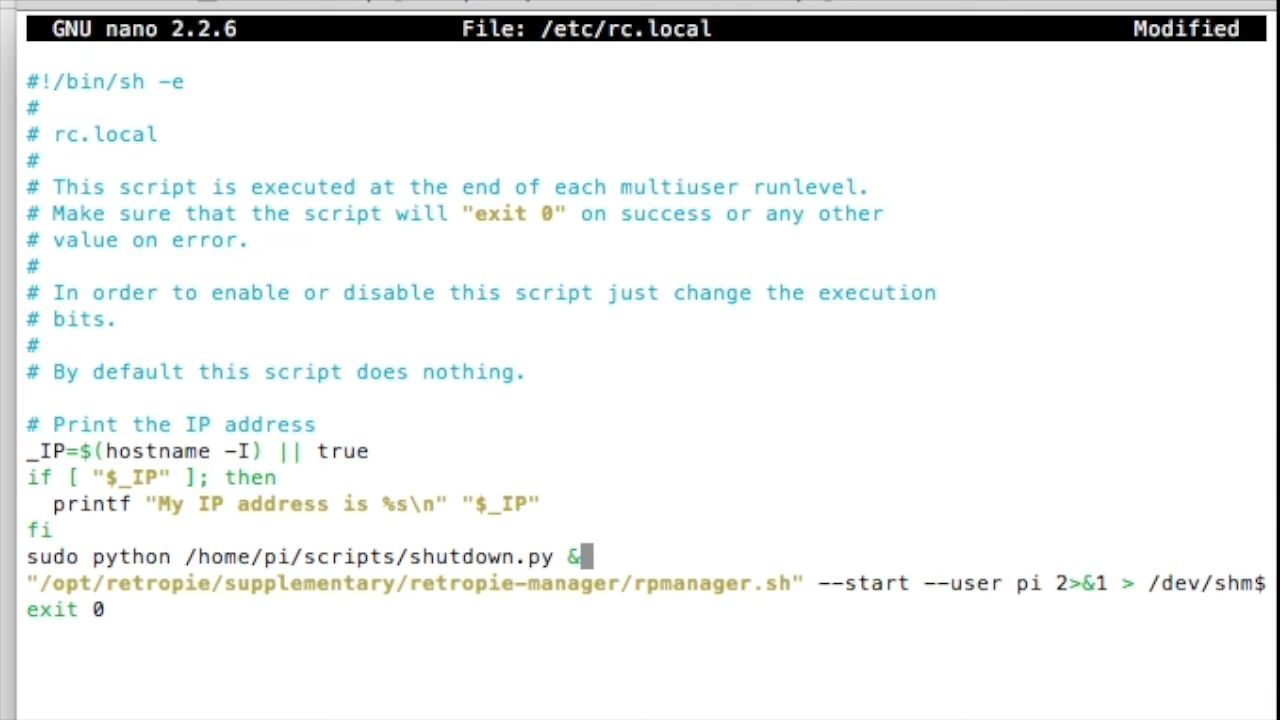 GNU nano 2.2.6 File: /etc/rc.local Modified
#!/bin/sh -e
#
# rc.local
#
# This script is executed at the end of each multiuser runlevel.
# Make sure that the script will "exit 0" on success or any other
# value on error.
#
# In order to enable or disable this script just change the execution
# bits.
#
# By default this script does nothing.
# Print the IP address
_IP=$(hostname -I) || true
if [ "$_IP" ]; then
  printf "My IP address is %s\n" "$_IP"
fi
sudo python /home/pi/scripts/shutdown.py &
"/opt/retropie/supplementary/retropie-manager/rpmanager.sh" --start --user pi 2>&1 > /dev/shm$
exit 0